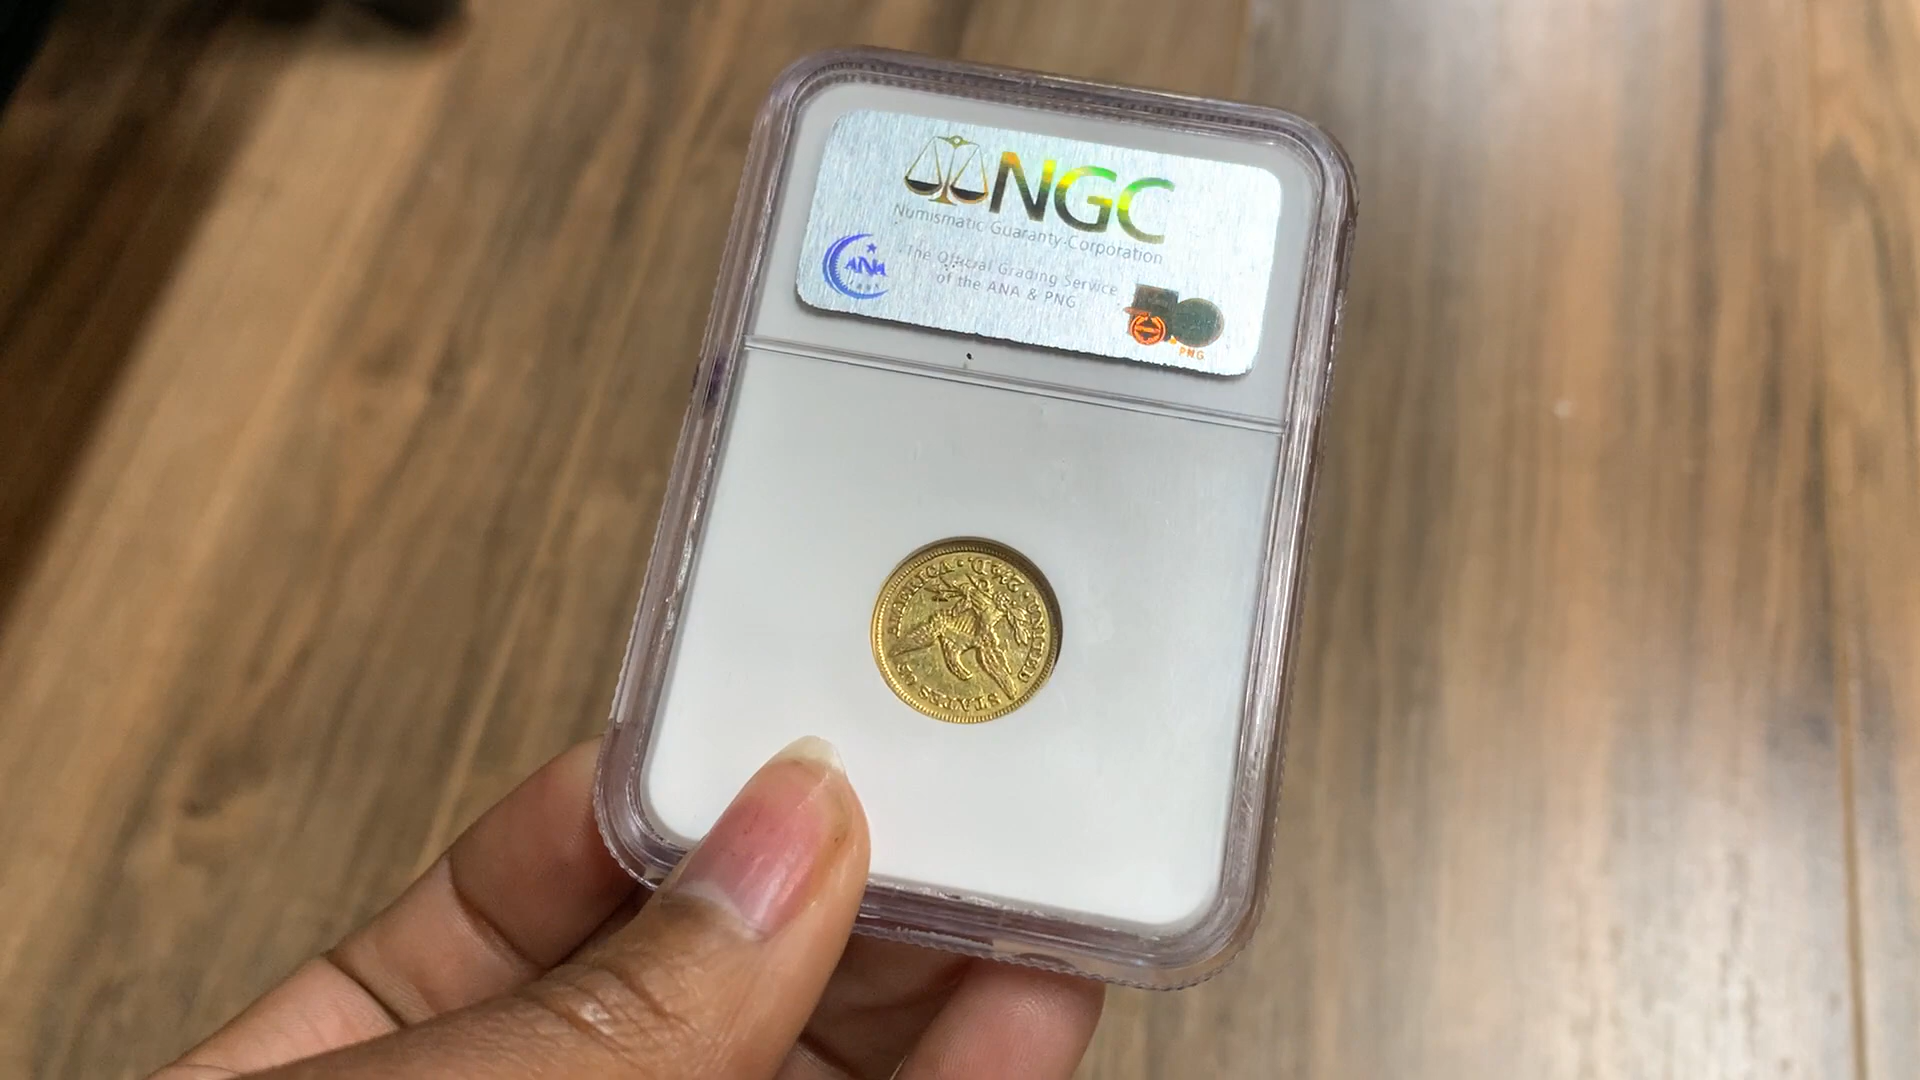 NGC
Numismatic Guaranty Corporation
ANA
The Official Grading Service
of the ANA & PNG
PNG
UNITED STATES OF AMERICA
2½ D.